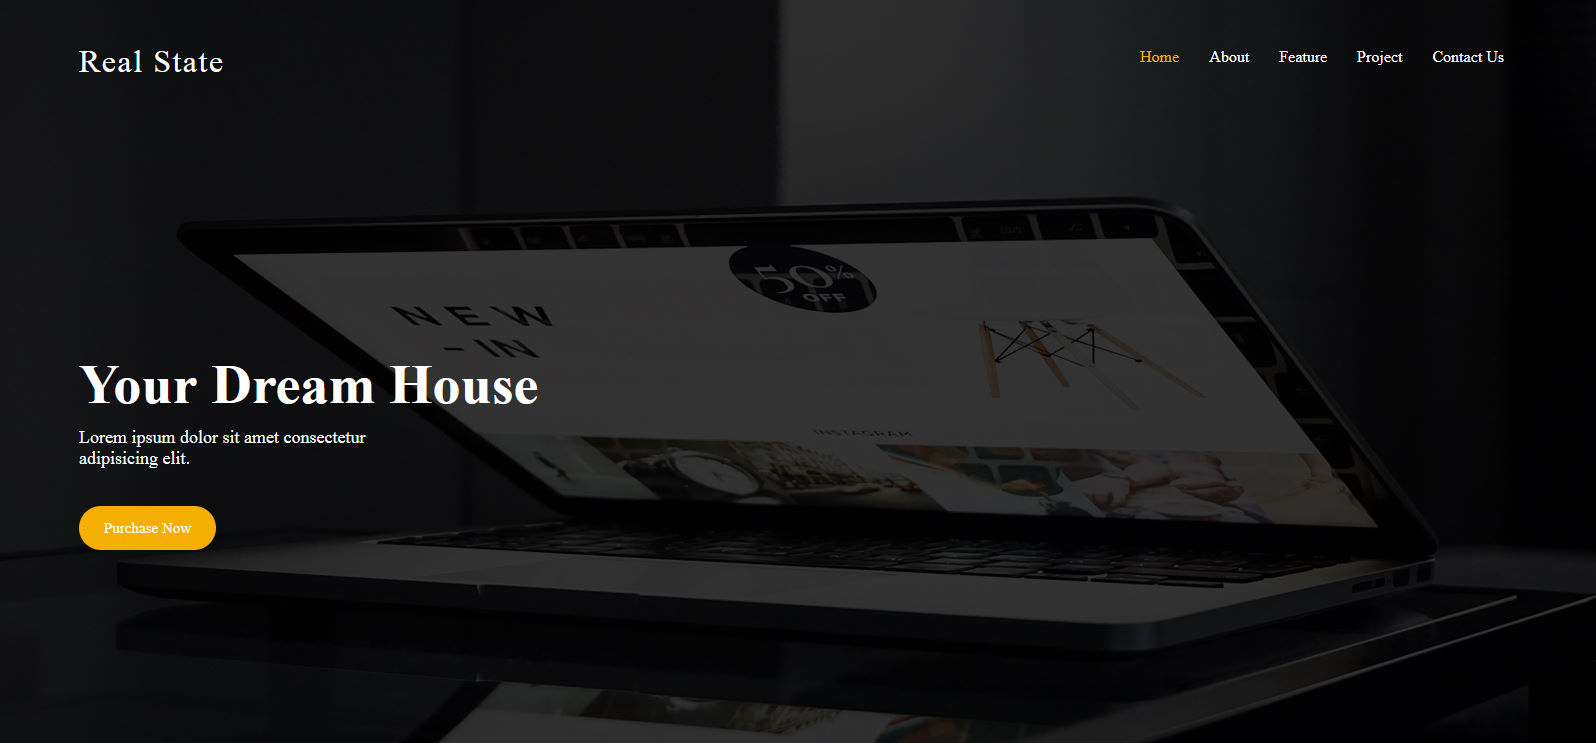 Real State
Home About Feature Project Contact Us
50%
OFF
NEW
- IN
Your Dream House
Lorem ipsum dolor sit amet consectetur
adipisicing elit.
INSTAGRAM
Purchase Now